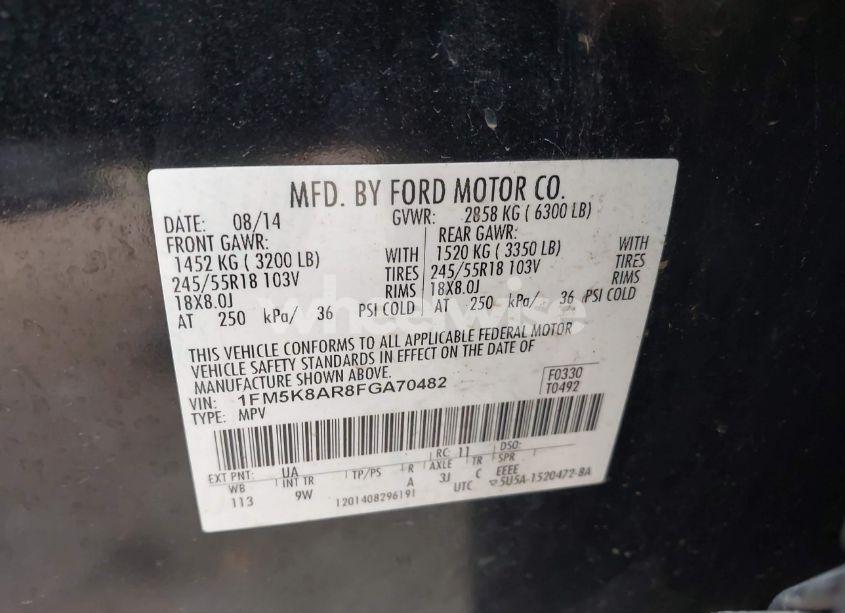 MFD. BY FORD MOTOR CO.
DATE: 08/14 GVWR: 2858 KG ( 6300 LB)
FRONT GAWR: REAR GAWR:
1452 KG ( 3200 LB) WITH 1520 KG ( 3350 LB) WITH
245/55R18 103V TIRES 245/55R18 103V TIRES
18X8.0J RIMS 18X8.0J RIMS
AT 250 kPa/ 36 PSI COLD AT 250 kPa/ 36 PSI COLD
wheelwise
THIS VEHICLE CONFORMS TO ALL APPLICABLE FEDERAL MOTOR
VEHICLE SAFETY STANDARDS IN EFFECT ON THE DATE OF
MANUFACTURE SHOWN ABOVE.
VIN: 1FM5K8AR8FGA70482 F0330
TYPE: MPV T0492
EXT PNT: UA RC: 11 DSO:
WB INT TR TP/PS R AXLE TR SPR
113 9W A 3J C EEEE
1201408296191 UTC ▽5U5A-1520472-BA